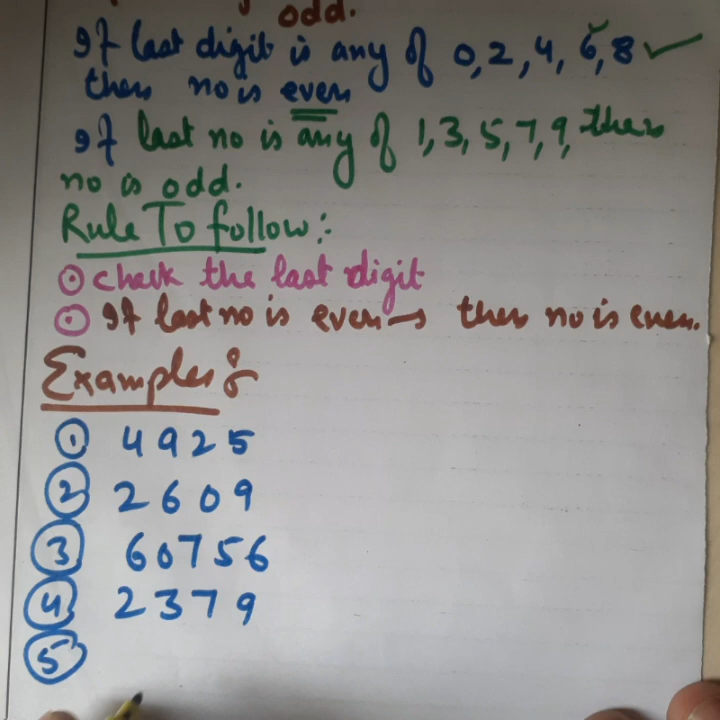 odd.
If last digit is any of 0,2,4,6,8 ✓
then no is even
If last no is any of 1,3,5,7,9, then
no is odd.
Rule To follow:
⊙ check the last digit
⊙ If last no is even → then no is even.
Examples:
① 4925
② 2609
③ 60756
④ 2379
⑤